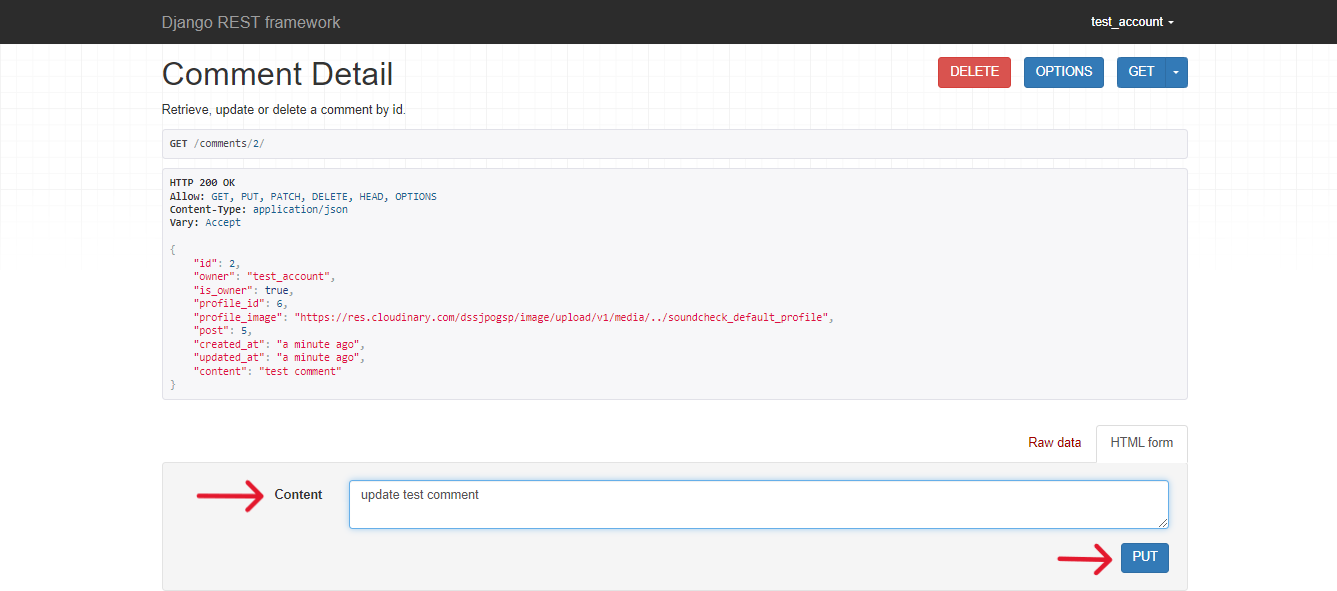 Django REST framework
test_account
Comment Detail
DELETE
OPTIONS
GET
Retrieve, update or delete a comment by id.
GET /comments/2/
HTTP 200 OK
Allow: GET, PUT, PATCH, DELETE, HEAD, OPTIONS
Content-Type: application/json
Vary: Accept
{
    "id": 2,
    "owner": "test_account",
    "is_owner": true,
    "profile_id": 6,
    "profile_image": "https://res.cloudinary.com/dssjpogsp/image/upload/v1/media/../soundcheck_default_profile",
    "post": 5,
    "created_at": "a minute ago",
    "updated_at": "a minute ago",
    "content": "test comment"
}
Raw data
HTML form
Content
update test comment
PUT